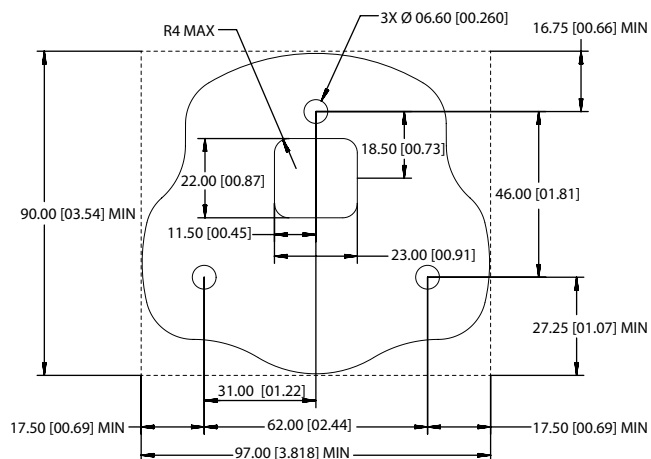 3X Ø 06.60 [00.260]
R4 MAX
16.75 [00.66] MIN
18.50 [00.73]
22.00 [00.87]
46.00 [01.81]
90.00 [03.54] MIN
11.50 [00.45]
23.00 [00.91]
27.25 [01.07] MIN
31.00 [01.22]
17.50 [00.69] MIN
62.00 [02.44]
17.50 [00.69] MIN
97.00 [3.818] MIN